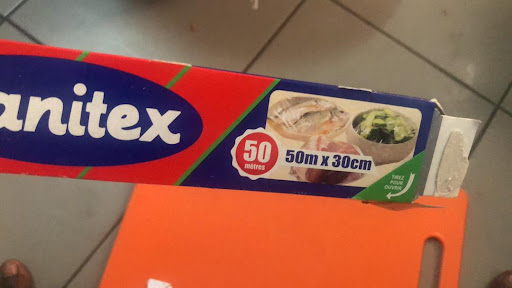 anitex
50
mètres
50m x 30cm
TIREZ
POUR
OUVRIR